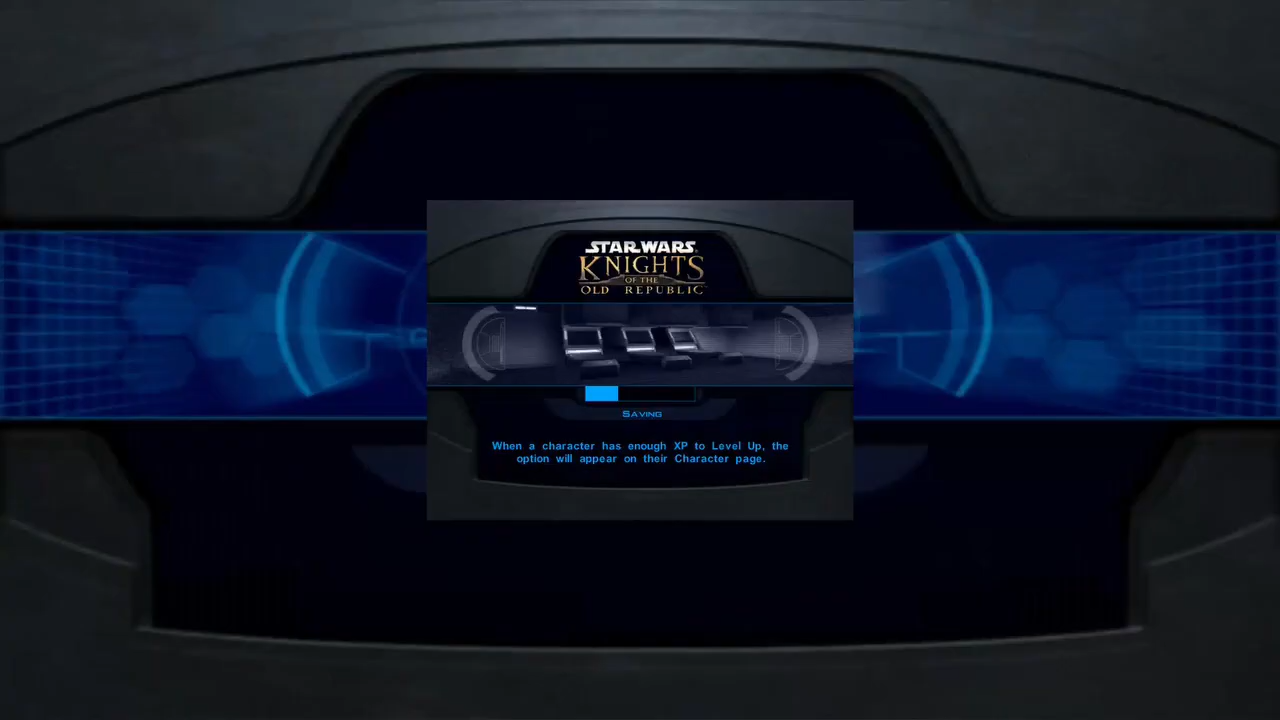 STAR WARS
KNIGHTS
OF THE
OLD REPUBLIC
SAVING
When a character has enough XP to Level Up, the
option will appear on their Character page.